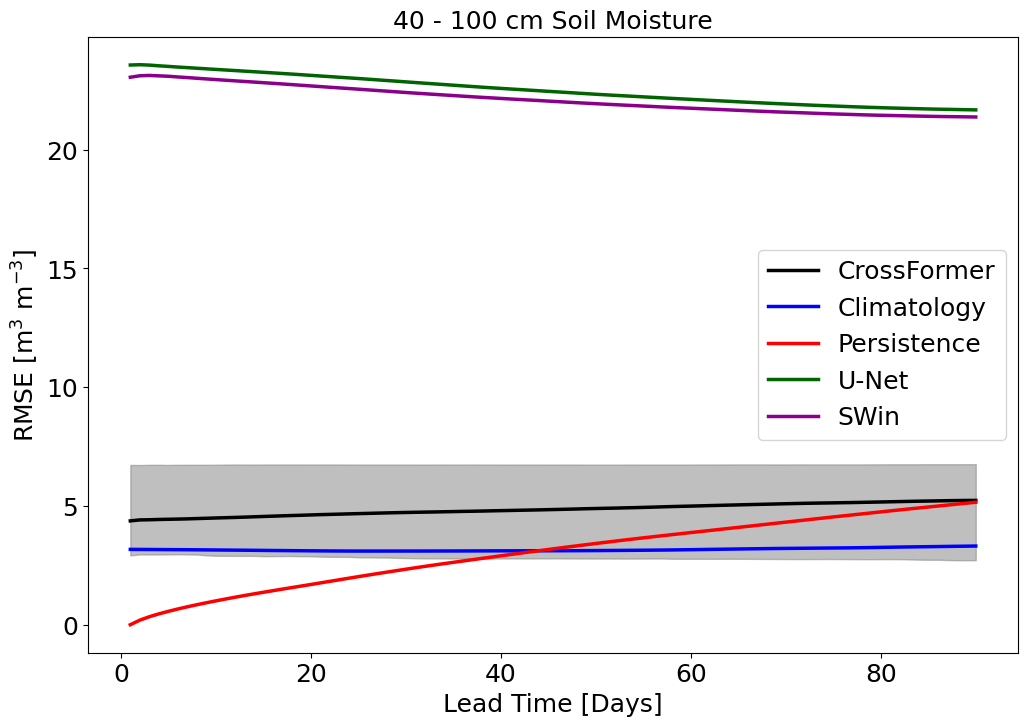 40 - 100 cm Soil Moisture
RMSE [m³ m⁻³]
20
15
10
5
0
CrossFormer
Climatology
Persistence
U-Net
SWin
0 20 40 60 80
Lead Time [Days]